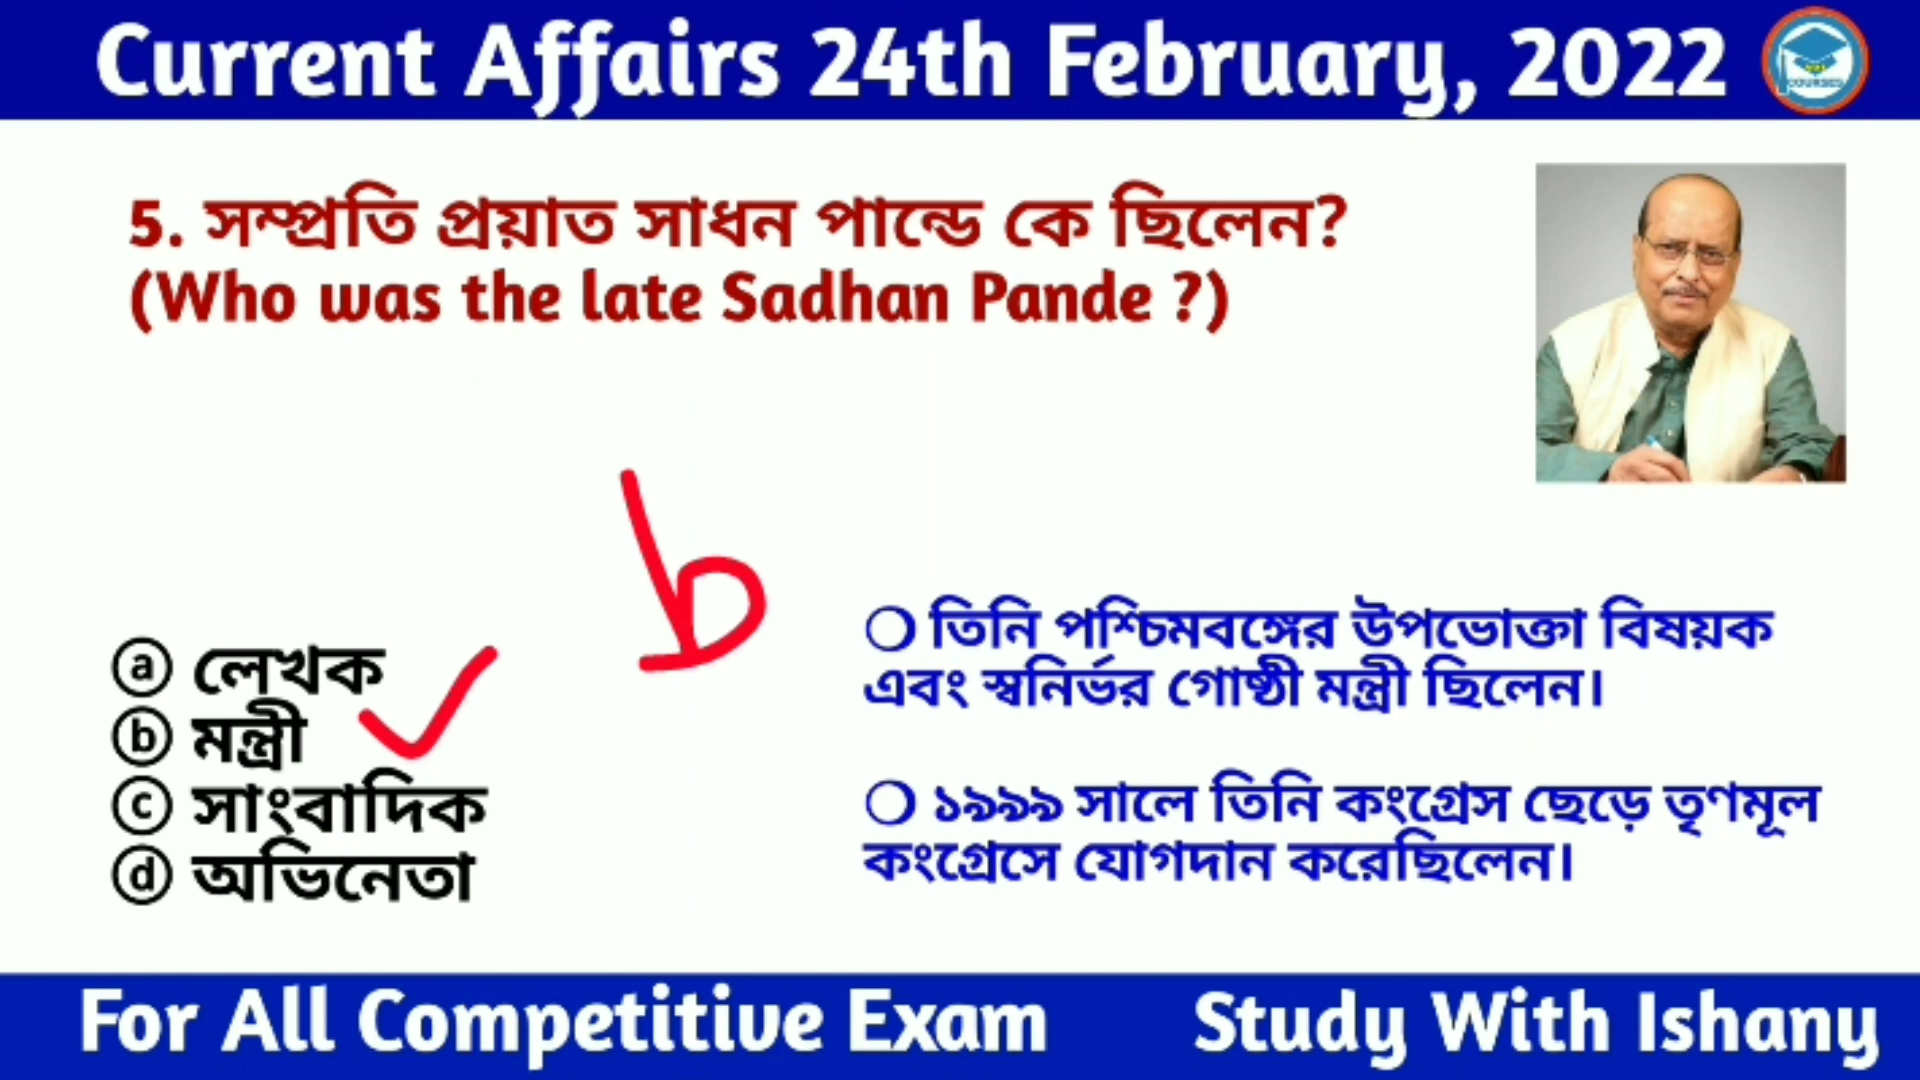 Current Affairs 24th February, 2022
COURSES
5. সম্প্রতি প্রয়াত সাধন পান্ডে কে ছিলেন?
(Who was the late Sadhan Pande ?)
b
ⓐ লেখক
ⓑ মন্ত্রী
ⓒ সাংবাদিক
ⓓ অভিনেতা
❍ তিনি পশ্চিমবঙ্গের উপভোক্তা বিষয়ক
এবং স্বনির্ভর গোষ্ঠী মন্ত্রী ছিলেন।
❍ ১৯৯৯ সালে তিনি কংগ্রেস ছেড়ে তৃণমূল
কংগ্রেসে যোগদান করেছিলেন।
For All Competitive Exam
Study With Ishany